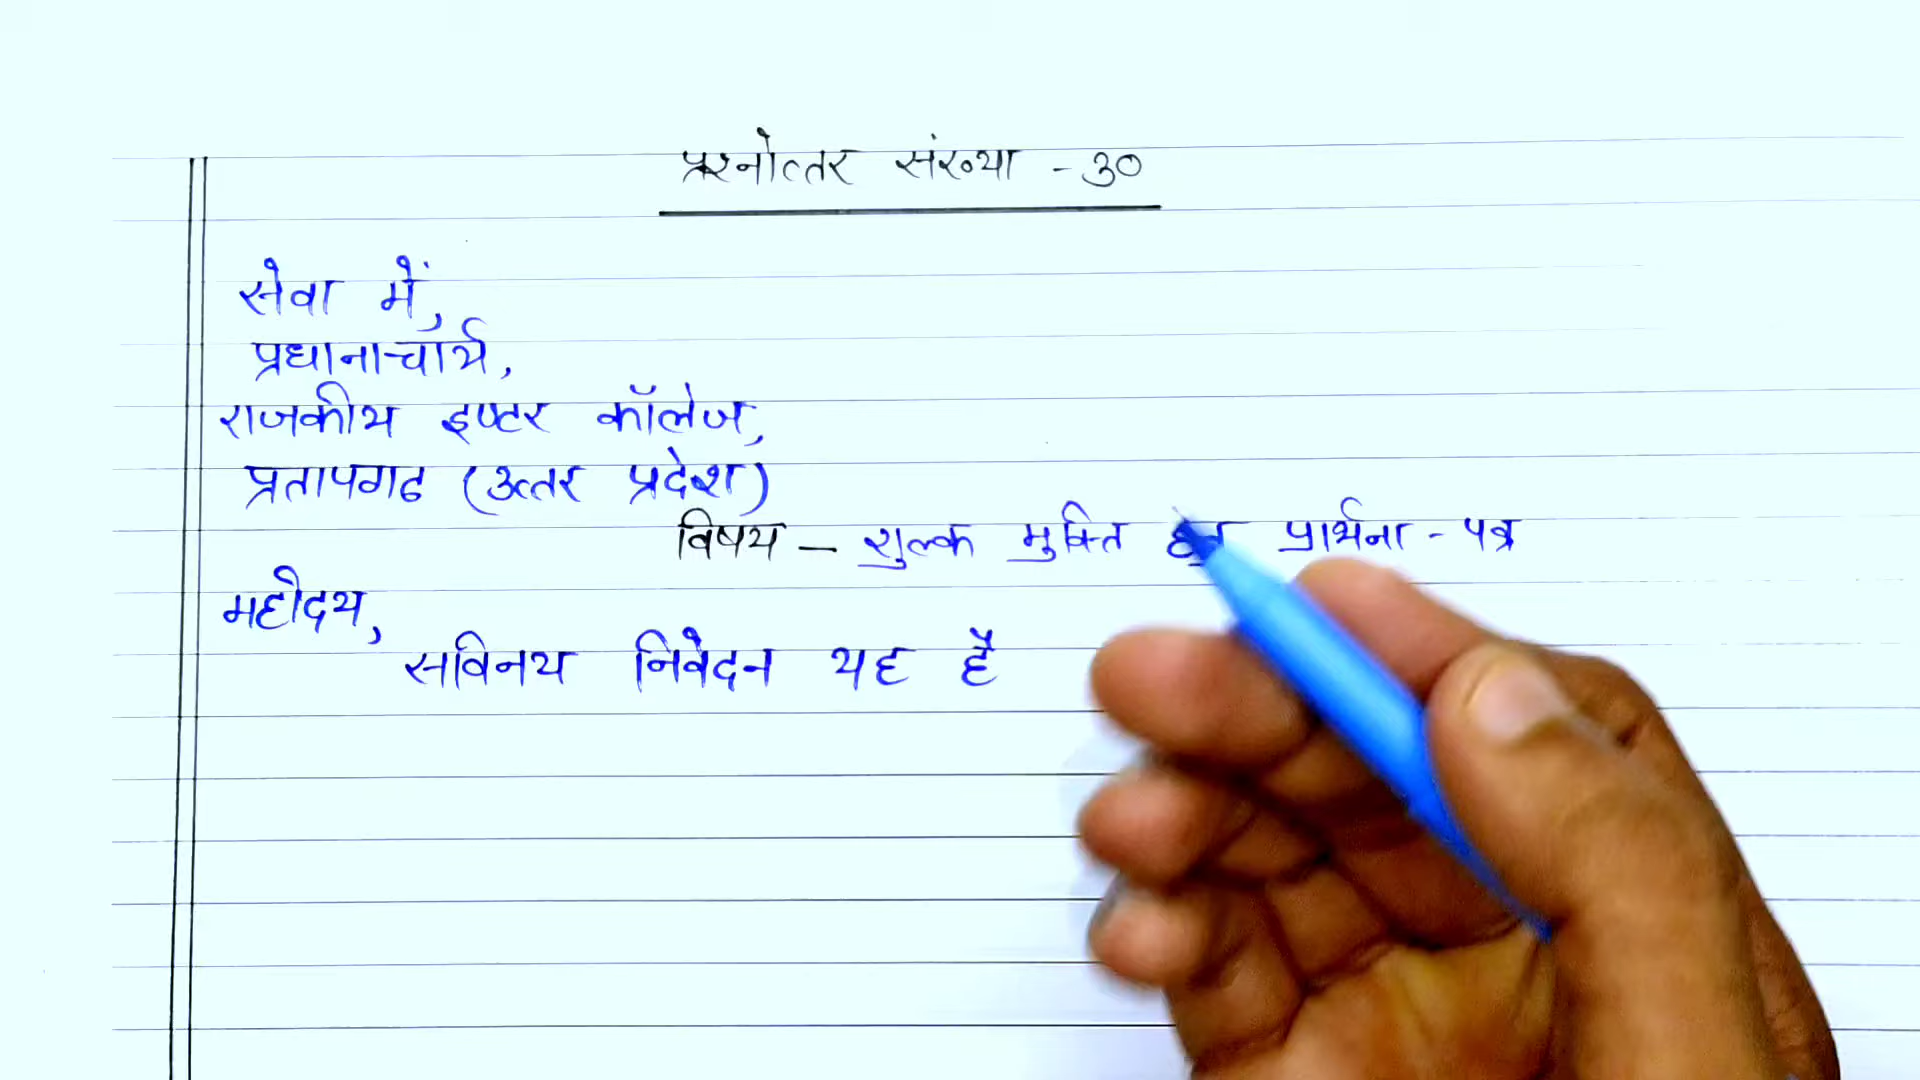 प्रश्नोत्तर संख्या - 30
सेवा में,
प्रधानाचार्य,
राजकीय इण्टर कॉलेज,
प्रतापगढ (उत्तर प्रदेश)
विषय – शुल्क मुक्ति हेतु प्रार्थना - पत्र
महोदय,
सविनय निवेदन यह है